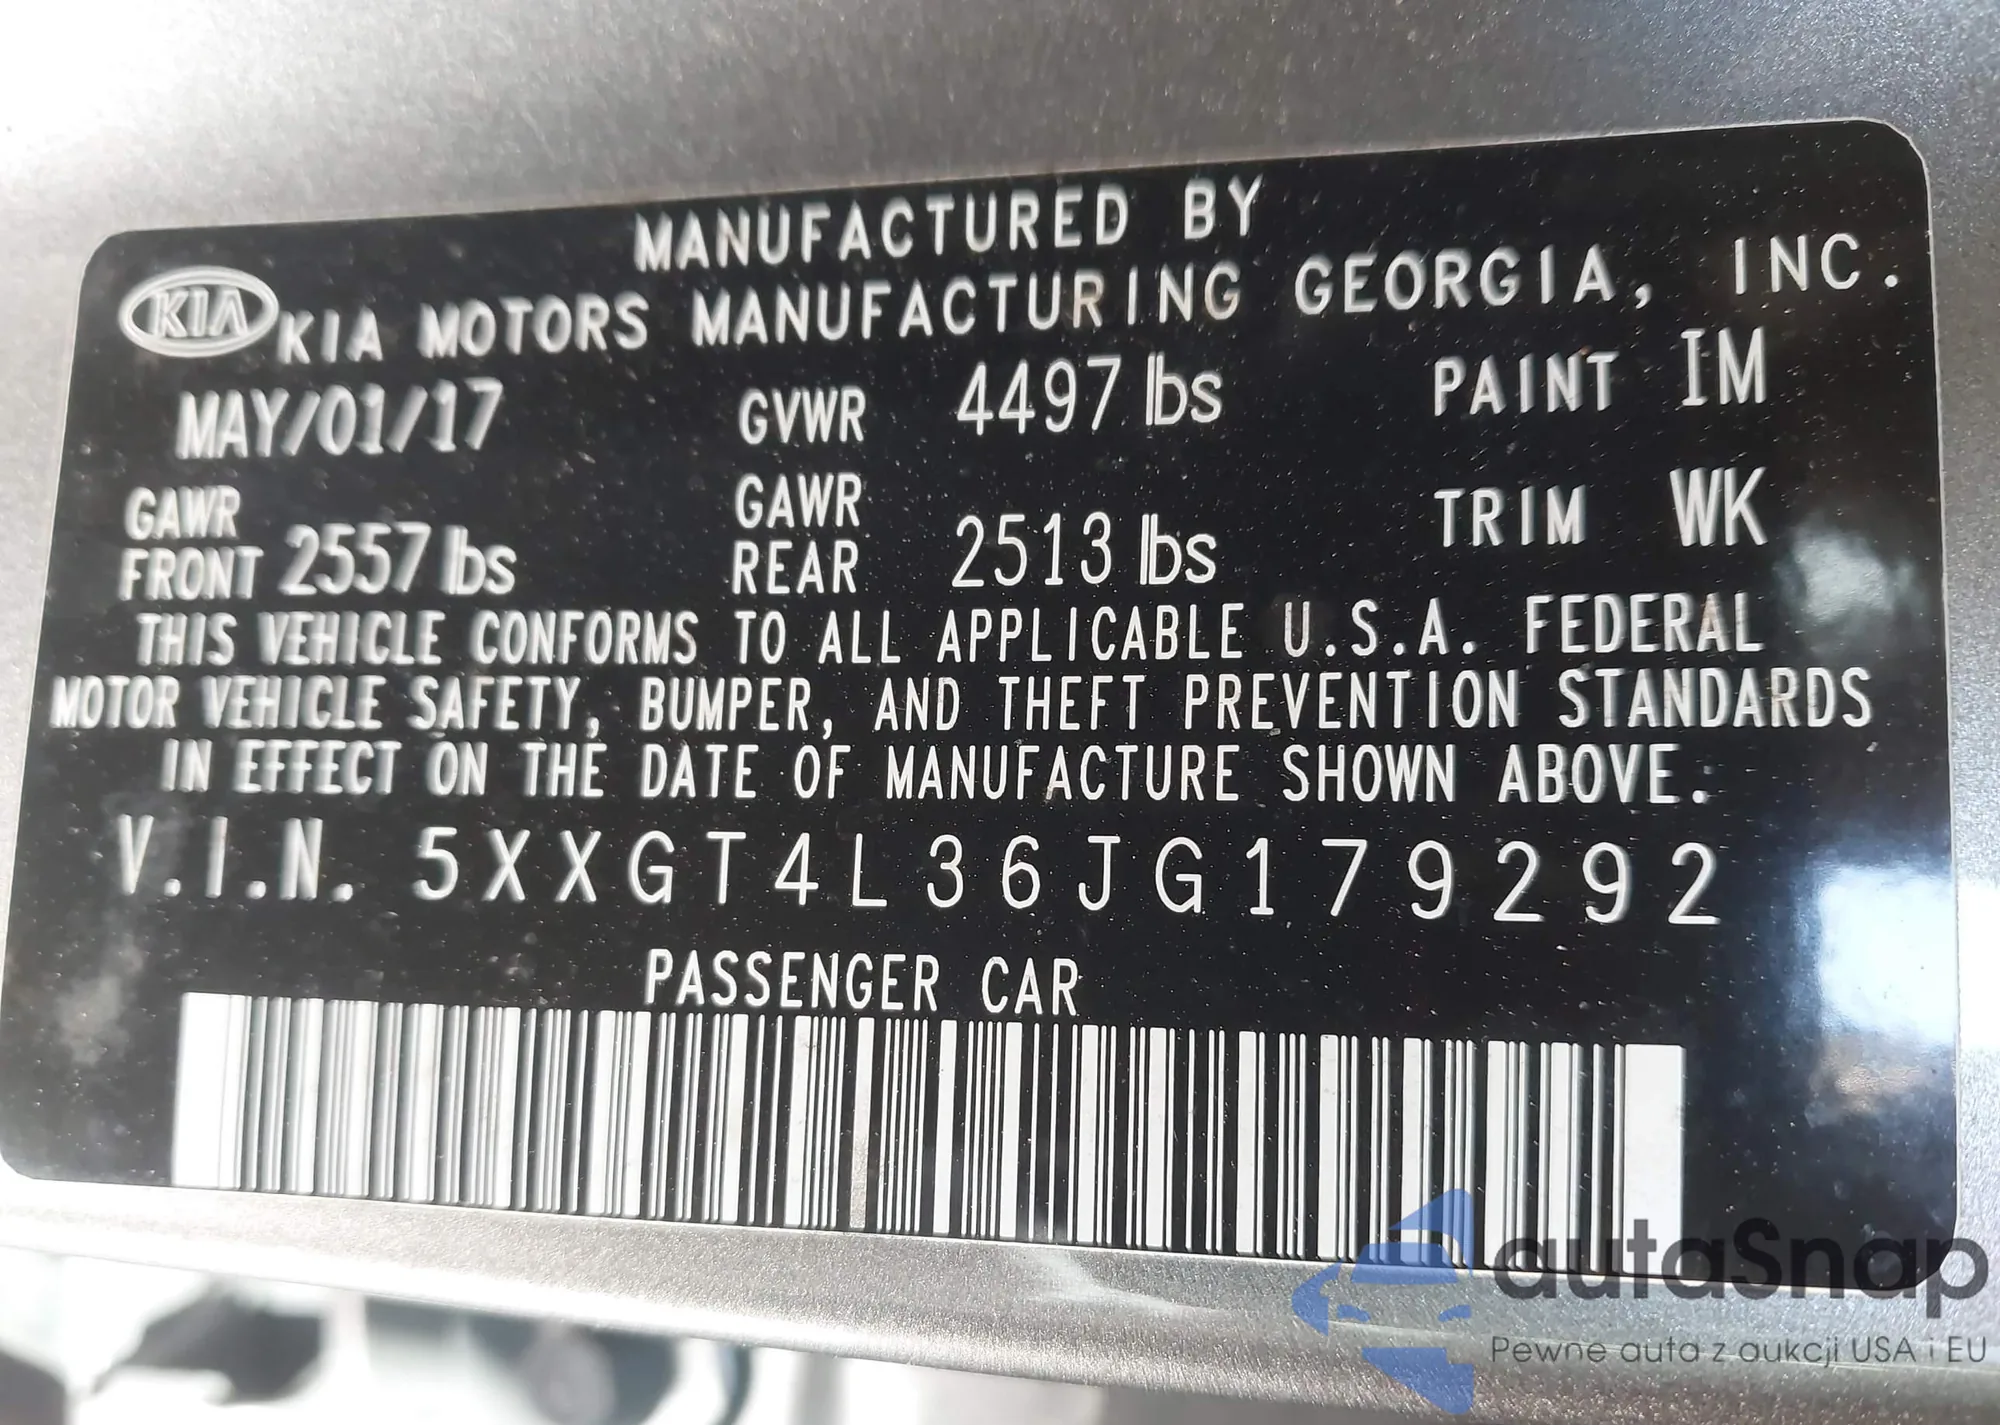 MANUFACTURED BY
KIA KIA MOTORS MANUFACTURING GEORGIA, INC.
MAY/01/17 GVWR 4497 lbs PAINT IM
GAWR FRONT 2557 lbs GAWR REAR 2513 lbs TRIM WK
THIS VEHICLE CONFORMS TO ALL APPLICABLE U.S.A. FEDERAL
MOTOR VEHICLE SAFETY, BUMPER, AND THEFT PREVENTION STANDARDS
IN EFFECT ON THE DATE OF MANUFACTURE SHOWN ABOVE.
V.I.N. 5XXGT4L36JG179292
PASSENGER CAR
autaSnap
Pewne auta z aukcji USA i EU